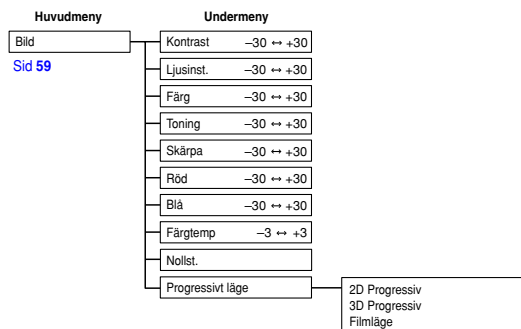 Huvudmeny Undermeny
Bild
Sid 59
Kontrast –30 ↔ +30
Ljusinst. –30 ↔ +30
Färg –30 ↔ +30
Toning –30 ↔ +30
Skärpa –30 ↔ +30
Röd –30 ↔ +30
Blå –30 ↔ +30
Färgtemp –3 ↔ +3
Nollst.
Progressivt läge
2D Progressiv
3D Progressiv
Filmläge